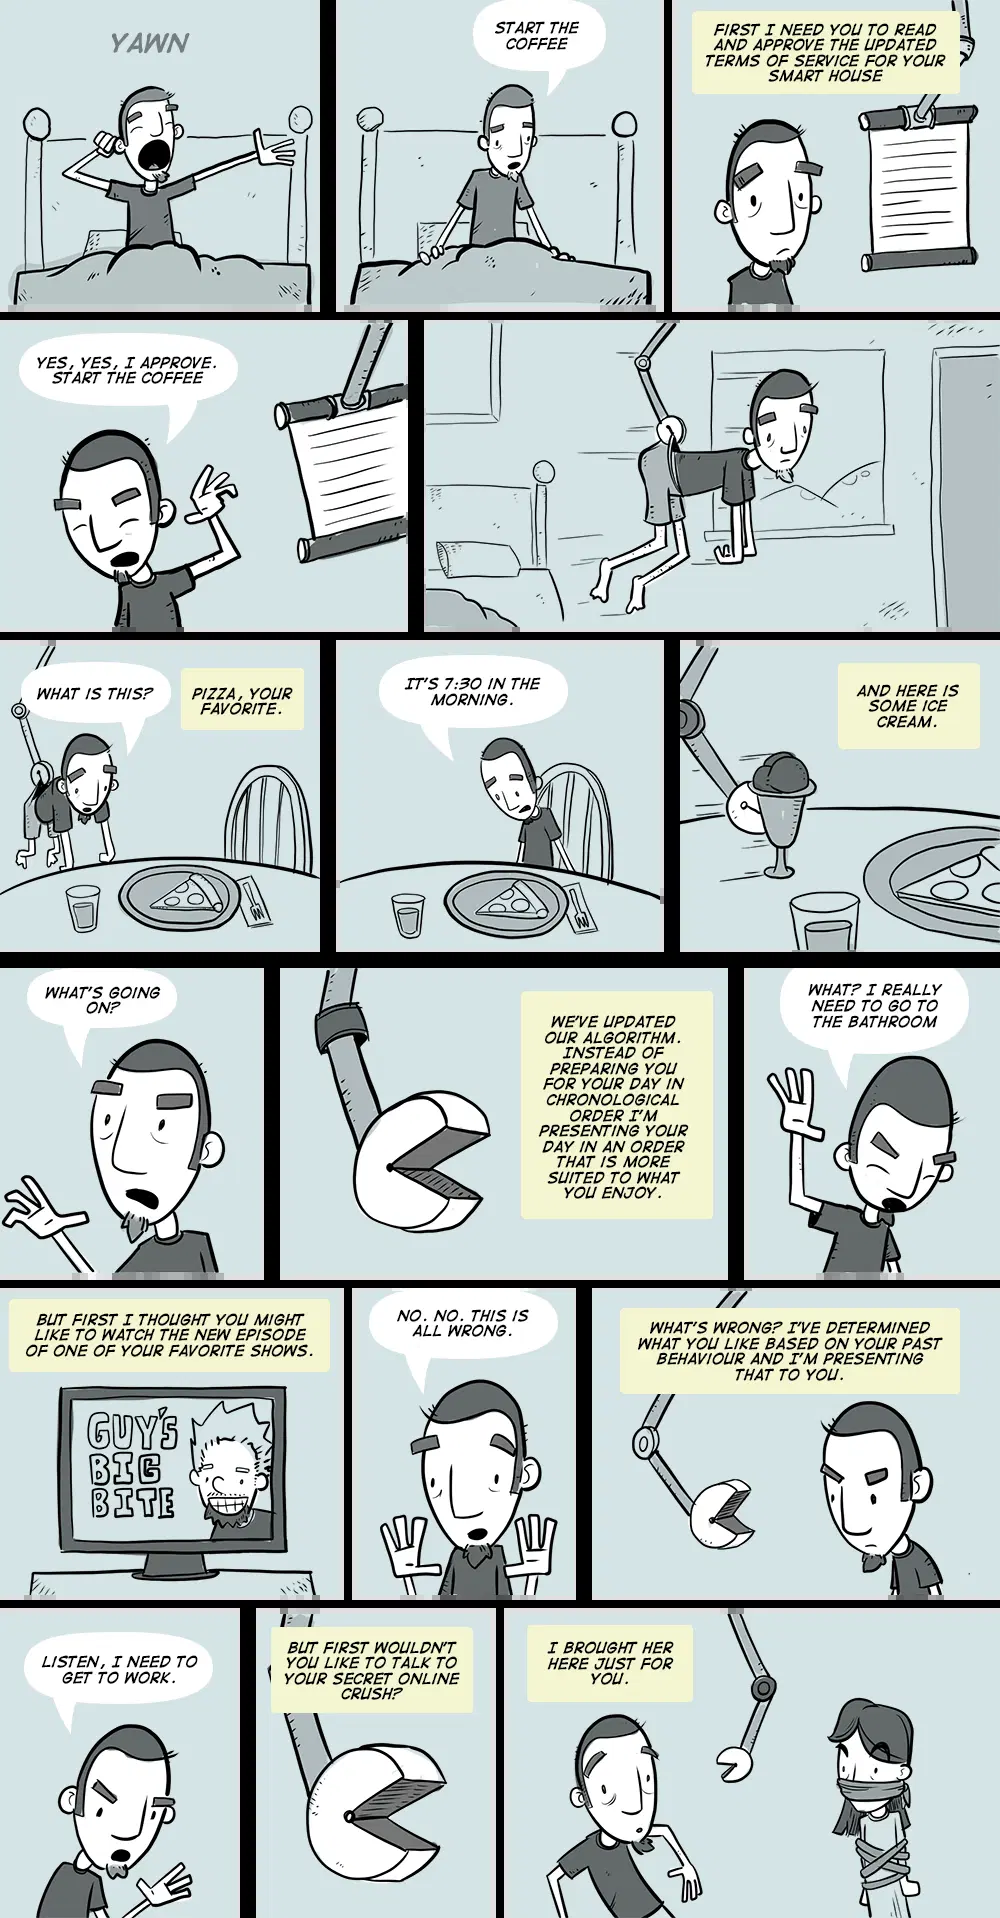 YAWN
START THE
COFFEE
FIRST I NEED YOU TO READ
AND APPROVE THE UPDATED
TERMS OF SERVICE FOR YOUR
SMART HOUSE
YES, YES, I APPROVE.
START THE COFFEE
WHAT IS THIS?
PIZZA, YOUR
FAVORITE.
IT'S 7:30 IN THE
MORNING.
AND HERE IS
SOME ICE
CREAM.
WHAT'S GOING
ON?
WE'VE UPDATED
OUR ALGORITHM.
INSTEAD OF
PREPARING YOU
FOR YOUR DAY IN
CHRONOLOGICAL
ORDER I'M
PRESENTING YOUR
DAY IN AN ORDER
THAT IS MORE
SUITED TO WHAT
YOU ENJOY.
WHAT? I REALLY
NEED TO GO TO
THE BATHROOM
BUT FIRST I THOUGHT YOU MIGHT
LIKE TO WATCH THE NEW EPISODE
OF ONE OF YOUR FAVORITE SHOWS.
GUY'S
BIG
BITE
NO. NO. THIS IS
ALL WRONG.
WHAT'S WRONG? I'VE DETERMINED
WHAT YOU LIKE BASED ON YOUR PAST
BEHAVIOUR AND I'M PRESENTING
THAT TO YOU.
LISTEN, I NEED TO
GET TO WORK.
BUT FIRST WOULDN'T
YOU LIKE TO TALK TO
YOUR SECRET ONLINE
CRUSH?
I BROUGHT HER
HERE JUST FOR
YOU.